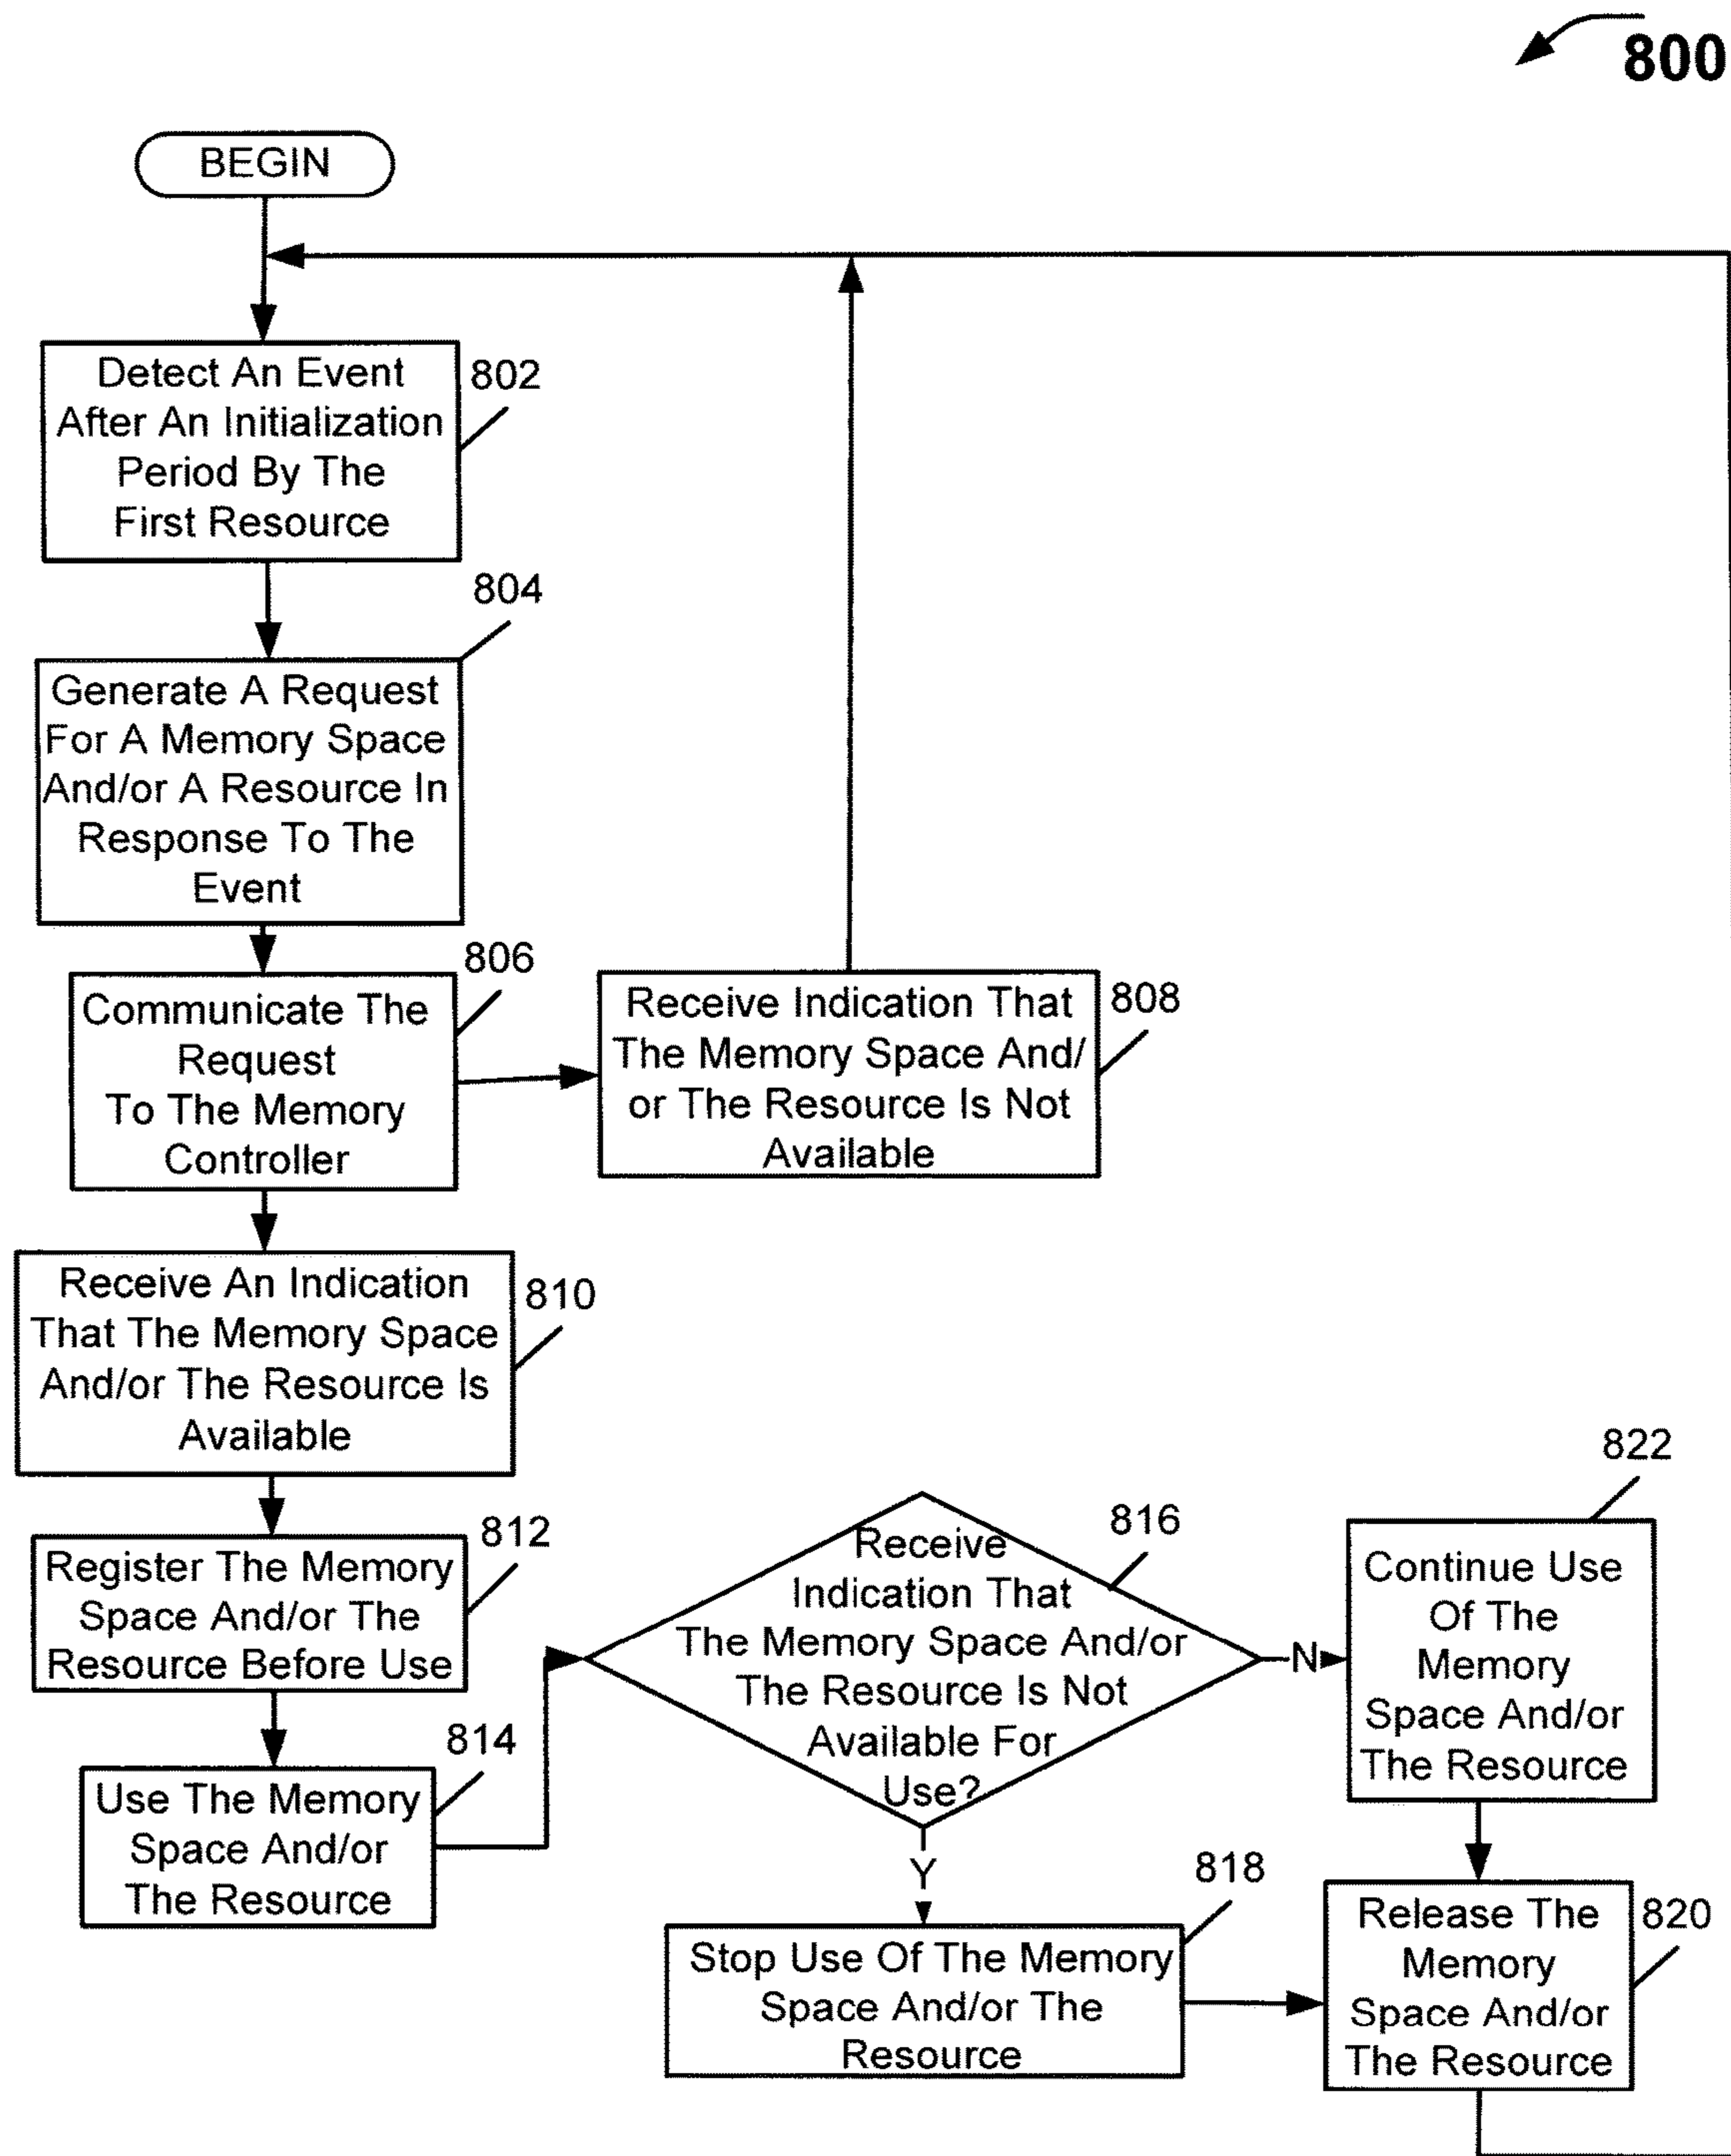 800
BEGIN
Detect An Event
After An Initialization
Period By The
First Resource
802
804
Generate A Request
For A Memory Space
And/or A Resource In
Response To The
Event
806
Communicate The
Request
To The Memory
Controller
Receive Indication That
The Memory Space And/
or The Resource Is Not
Available
808
Receive An Indication
That The Memory Space
And/or The Resource Is
Available
810
812
Register The Memory
Space And/or The
Resource Before Use
814
Use The Memory
Space And/or
The Resource
816
Receive
Indication That
The Memory Space And/or
The Resource Is Not
Available For
Use?
N
Y
822
Continue Use
Of The
Memory
Space And/or
The Resource
818
Stop Use Of The Memory
Space And/or The
Resource
Release The
Memory
Space And/or
The Resource
820